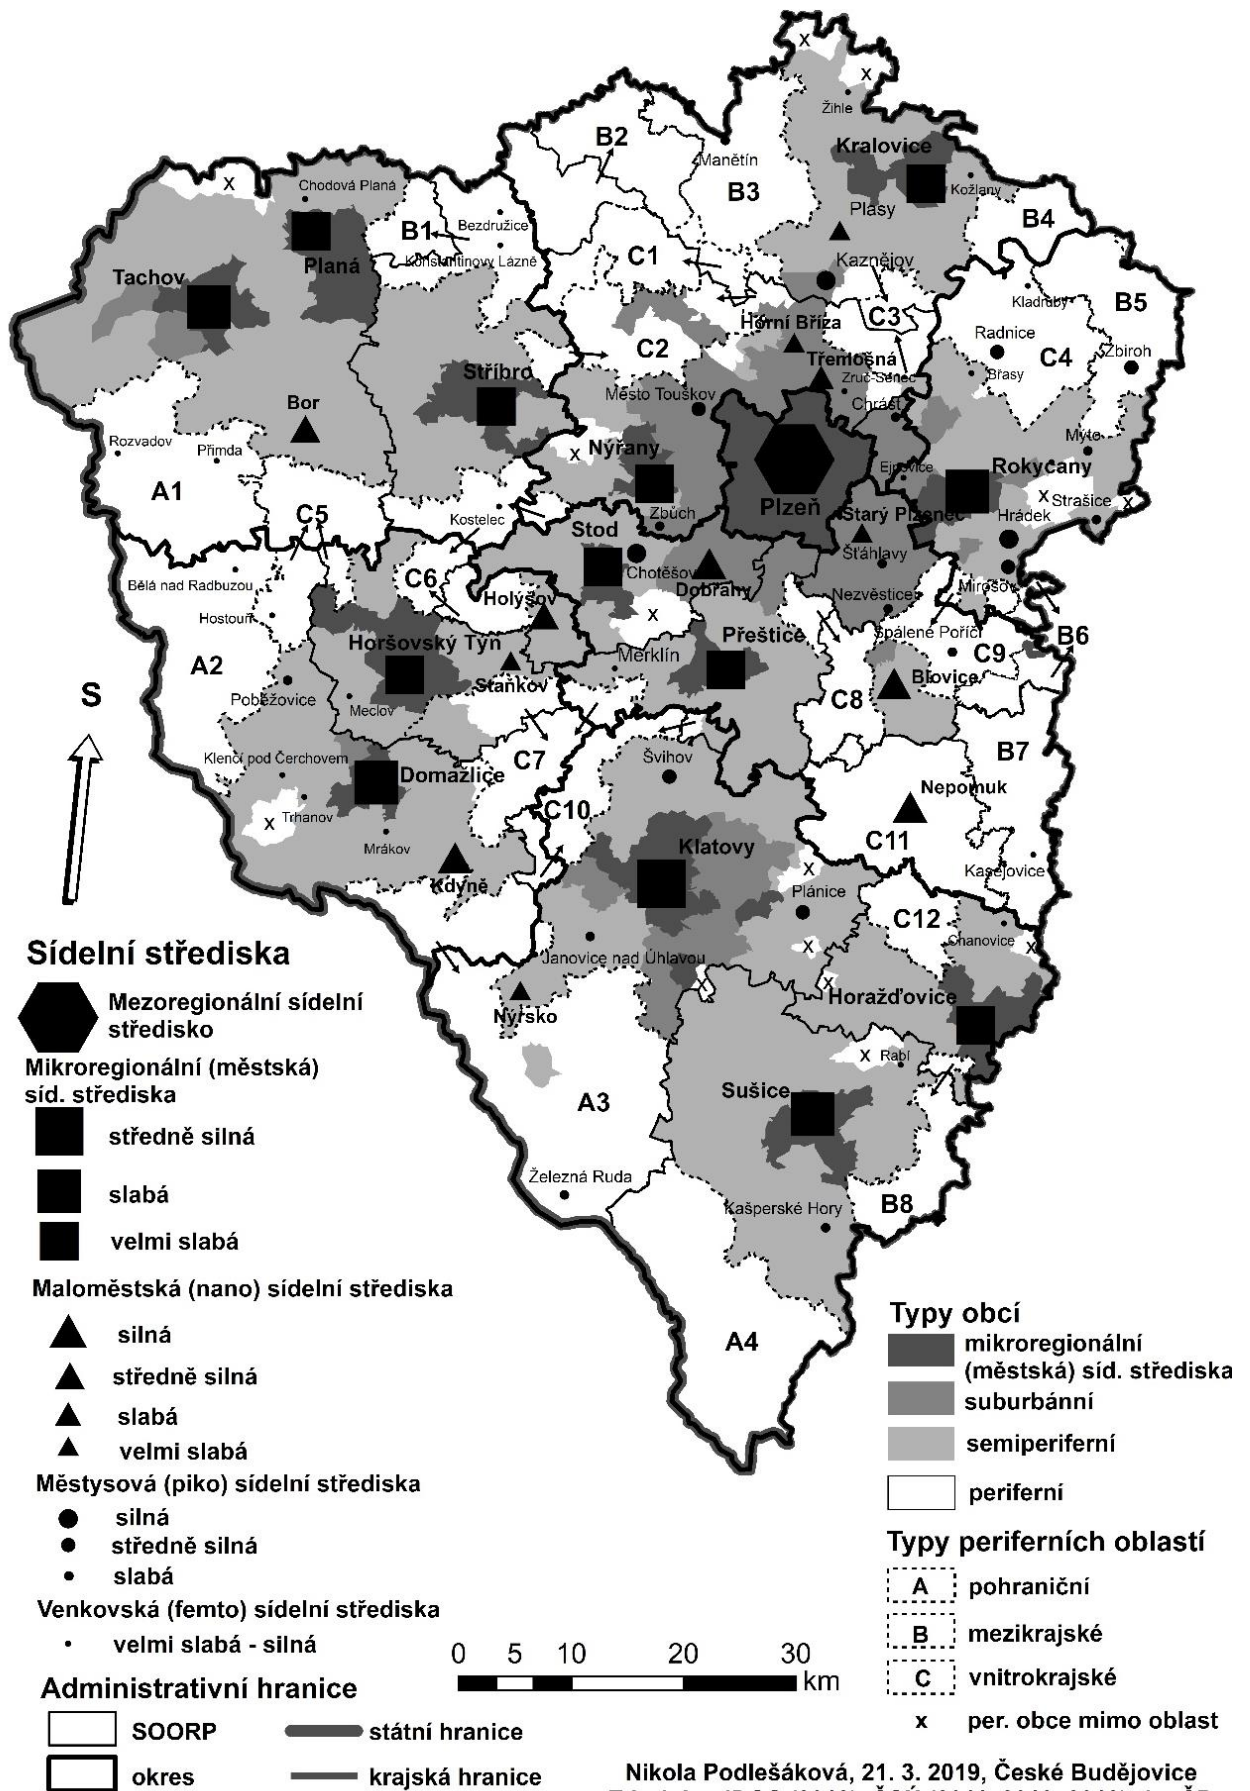 x
x
Žihle
B2
Kralovice
Manětín
B3
x
Chodová Planá
Kožlany
B4
Plasy
Bezdružice
B1
Planá
Konstantinovy Lázně
C1
Kaznějov
Tachov
Kladruby
B5
C3
Horní Bříza
Radnice
C2
C4
Zbiroh
Třemošná
Stříbro
Zruč-Senec
Břasy
Město Touškov
Bor
Chrást
Rozvadov
Přimda
Mýto
x
Nýřany
Ejpovice
Rokycany
A1
x
Strašice
x
C5
Plzeň
Starý Plzenec
Hrádek
Kostelec
Zbůch
Stod
Šťáhlavy
Bělá nad Radbuzou
C6
Chotěšov
Dobřany
Mirošov
Holýšov
Nezvěstice
Hostouň
x
Spálené Poříčí
B6
Horšovský Týn
Přeštice
A2
Merklín
C9
S
Staňkov
Blovice
Poběžovice
Meclov
C8
B7
Klenčí pod Čerchovem
C7
Švihov
Domažlice
Nepomuk
C10
Trhanov
x
Klatovy
C11
Mrákov
x
Kasejovice
Kdyně
Plánice
C12
Sídelní střediska
Chanovice
x
x
Janovice nad Úhlavou
x
x
Horažďovice
Mezoregionální sídelní
středisko
Nýrsko
Mikroregionální (městská)
síd. střediska
x
Rabí
Sušice
A3
středně silná
Železná Ruda
slabá
B8
Kašperské Hory
velmi slabá
Maloměstská (nano) sídelní střediska
silná
A4
středně silná
slabá
velmi slabá
Městysová (piko) sídelní střediska
silná
středně silná
slabá
Venkovská (femto) sídelní střediska
velmi slabá - silná
Administrativní hranice
SOORP
státní hranice
okres
krajská hranice
0 5 10 20 30
km
Typy obcí
mikroregionální
(městská) síd. střediska
suburbánní
semiperiferní
periferní
Typy periferních oblastí
A pohraniční
B mezikrajské
C vnitrokrajské
x per. obce mimo oblast
Nikola Podlešáková, 21. 3. 2019, České Budějovice